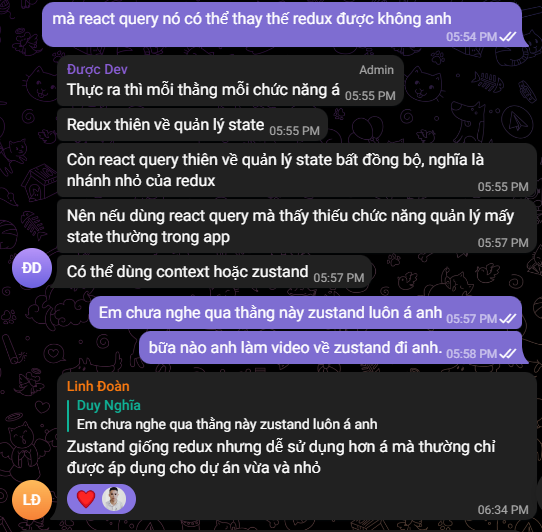 mà react query nó có thể thay thế redux được không anh
05:54 PM
Được Dev
Admin
Thực ra thì mỗi thằng mỗi chức năng á
05:55 PM
Redux thiên về quản lý state
05:55 PM
Còn react query thiên về quản lý state bất đồng bộ, nghĩa là
nhánh nhỏ của redux
05:55 PM
Nên nếu dùng react query mà thấy thiếu chức năng quản lý mấy
state thường trong app
05:57 PM
ĐD
Có thể dùng context hoặc zustand
05:57 PM
Em chưa nghe qua thằng này zustand luôn á anh
05:57 PM
bữa nào anh làm video về zustand đi anh.
05:58 PM
Linh Đoàn
Duy Nghĩa
Em chưa nghe qua thằng này zustand luôn á anh
Zustand giống redux nhưng dễ sử dụng hơn á mà thường chỉ
được áp dụng cho dự án vừa và nhỏ
LĐ
06:34 PM